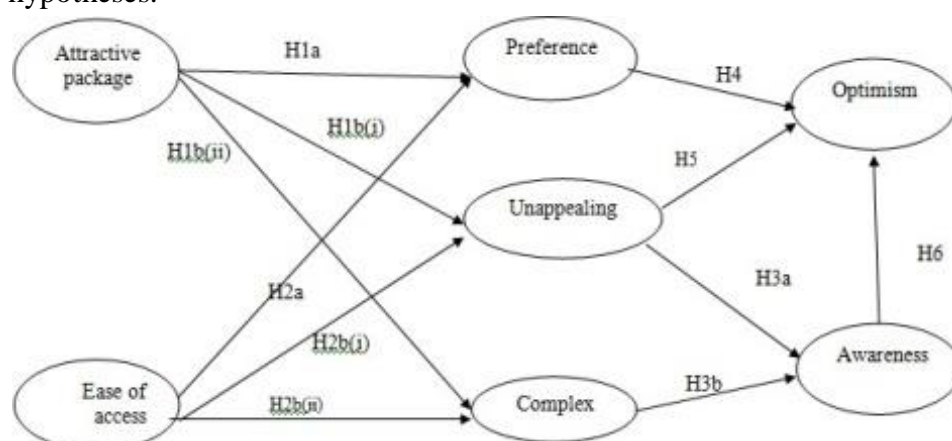 hypotheses.
Attractive
package
H1a
Preference
H4
Optimism
H1b(i)
H1b(ii)
H5
Unappealing
H2a
H6
H3a
H2b(i)
Awareness
Ease of
access
H2b(ii)
Complex
H3b